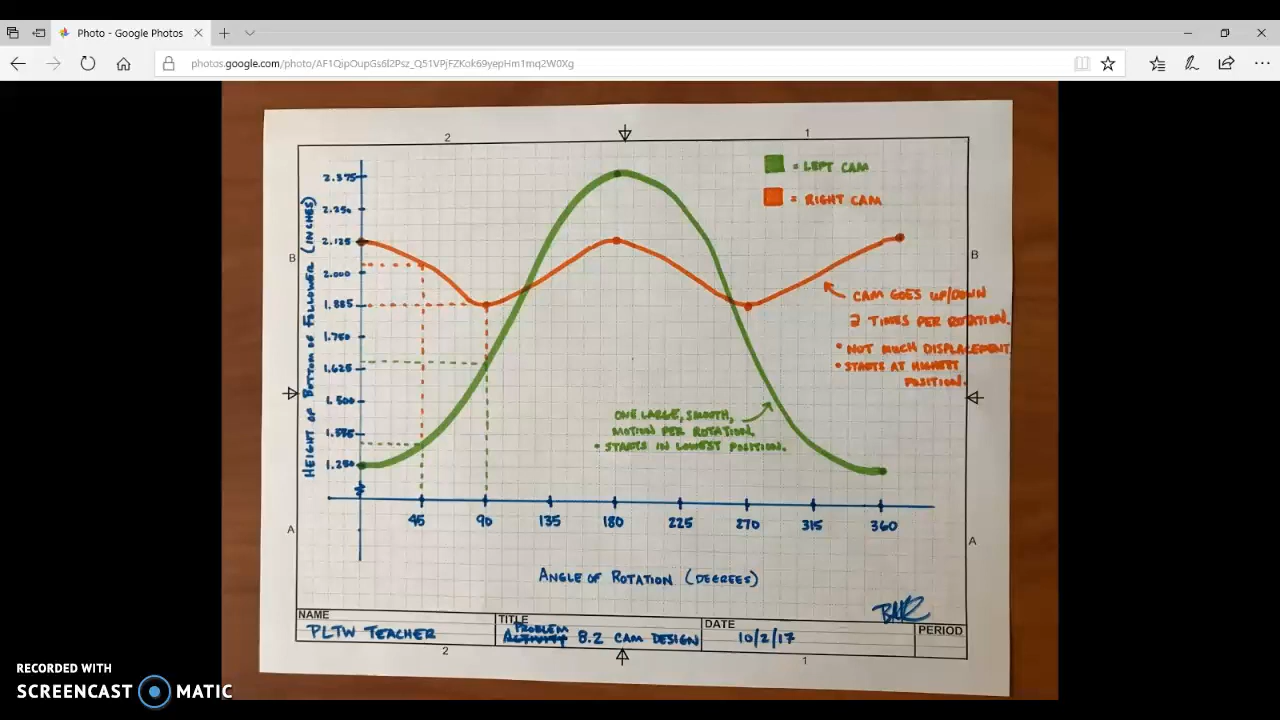 Photo - Google Photos
photos.google.com/photo/AF1QipOupGs6l2Psz_Q51VPjFZKok69yepHm1mq2W0Xg
2
1
= LEFT CAM
= RIGHT CAM
HEIGHT OF BOTTOM OF FOLLOWER (INCHES)
2.375
2.250
2.125
2.000
1.885
1.750
1.625
1.500
1.250
B
B
CAM GOES UP/DOWN
2 TIMES PER ROTATION.
• NOT MUCH DISPLACEMENT.
• STARTS AT HIGHEST
POSITION.
ONE LARGE, SMOOTH,
MOTION PER ROTATION.
• STARTS IN LOWEST POSITION.
45
90
135
180
225
270
315
360
A
A
ANGLE OF ROTATION (DEGREES)
NAME
PLTW TEACHER
TITLE
PROBLEM
ACTIVITY 8.2 CAM DESIGN
DATE
10/2/17
PERIOD
2
1
RECORDED WITH
SCREENCAST MATIC